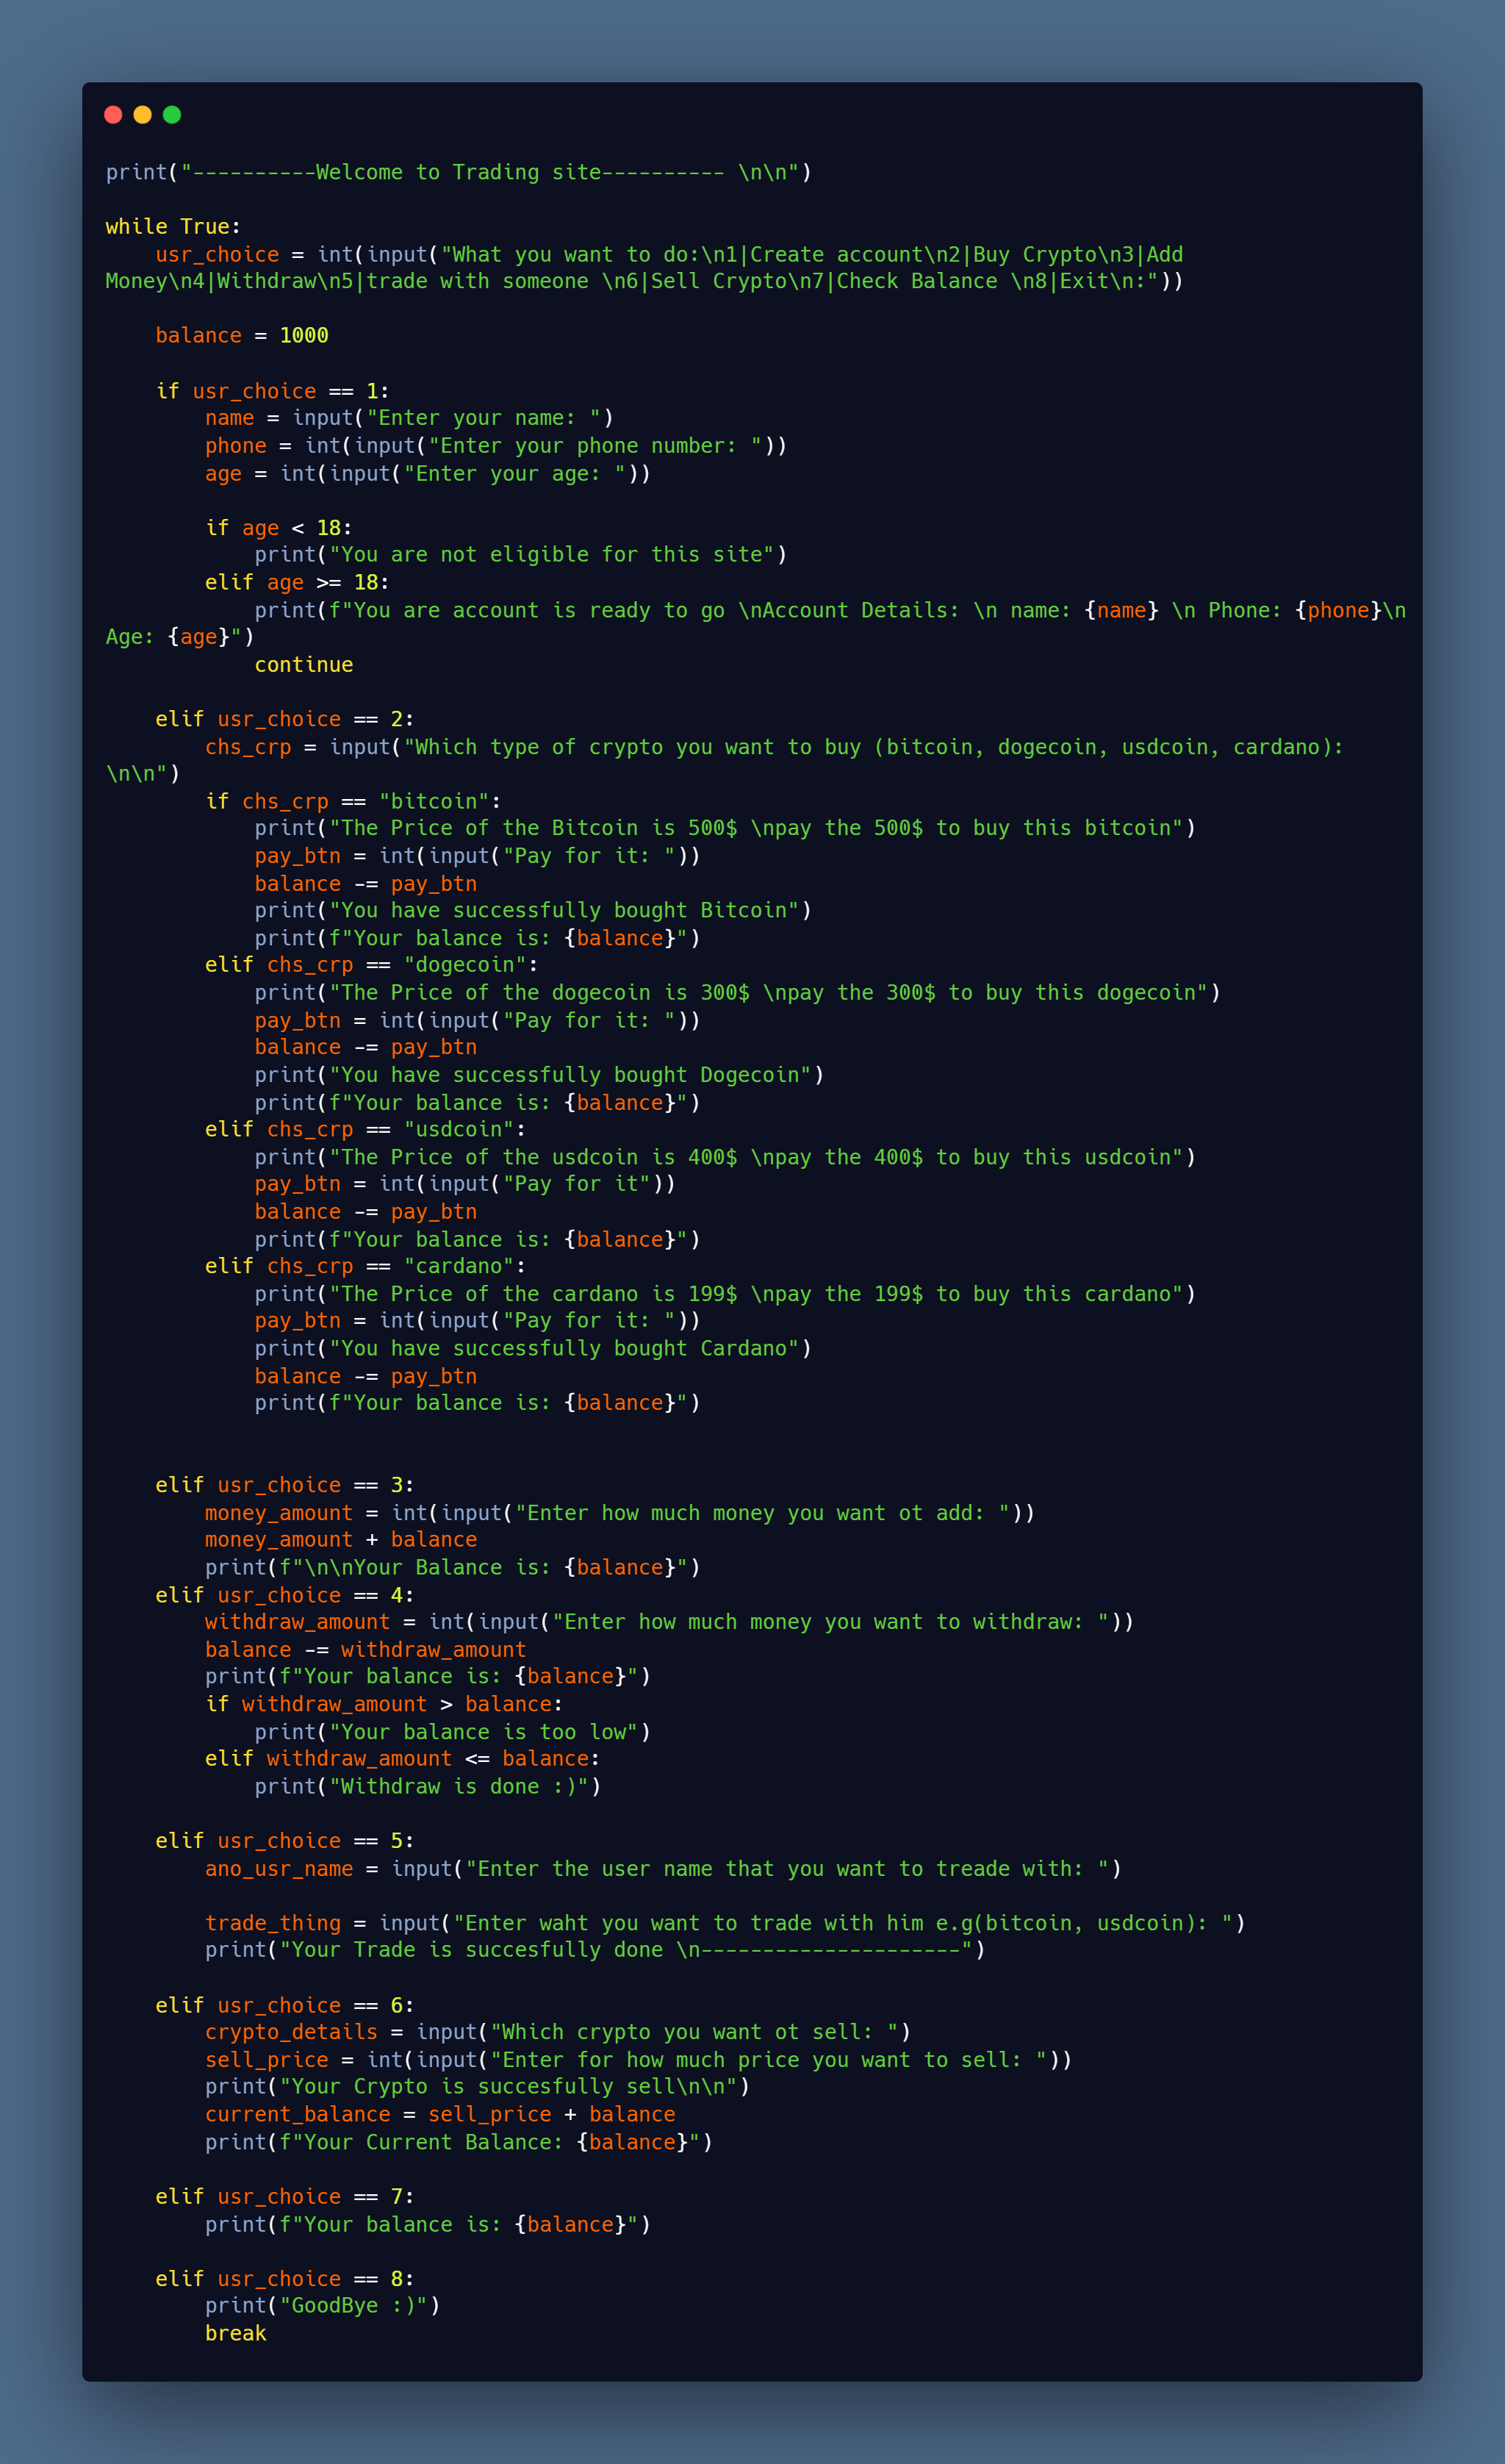 print("----------Welcome to Trading site---------- \n\n")

while True:
    usr_choice = int(input("What you want to do:\n1|Create account\n2|Buy Crypto\n3|Add
Money\n4|Withdraw\n5|trade with someone \n6|Sell Crypto\n7|Check Balance \n8|Exit\n:"))

    balance = 1000

    if usr_choice == 1:
        name = input("Enter your name: ")
        phone = int(input("Enter your phone number: "))
        age = int(input("Enter your age: "))

        if age < 18:
            print("You are not eligible for this site")
        elif age >= 18:
            print(f"You are account is ready to go \nAccount Details: \n name: {name} \n Phone: {phone}\n
Age: {age}")
            continue

    elif usr_choice == 2:
        chs_crp = input("Which type of crypto you want to buy (bitcoin, dogecoin, usdcoin, cardano):
\n\n")
        if chs_crp == "bitcoin":
            print("The Price of the Bitcoin is 500$ \npay the 500$ to buy this bitcoin")
            pay_btn = int(input("Pay for it: "))
            balance -= pay_btn
            print("You have successfully bought Bitcoin")
            print(f"Your balance is: {balance}")
        elif chs_crp == "dogecoin":
            print("The Price of the dogecoin is 300$ \npay the 300$ to buy this dogecoin")
            pay_btn = int(input("Pay for it: "))
            balance -= pay_btn
            print("You have successfully bought Dogecoin")
            print(f"Your balance is: {balance}")
        elif chs_crp == "usdcoin":
            print("The Price of the usdcoin is 400$ \npay the 400$ to buy this usdcoin")
            pay_btn = int(input("Pay for it"))
            balance -= pay_btn
            print(f"Your balance is: {balance}")
        elif chs_crp == "cardano":
            print("The Price of the cardano is 199$ \npay the 199$ to buy this cardano")
            pay_btn = int(input("Pay for it: "))
            print("You have successfully bought Cardano")
            balance -= pay_btn
            print(f"Your balance is: {balance}")


    elif usr_choice == 3:
        money_amount = int(input("Enter how much money you want ot add: "))
        money_amount + balance
        print(f"\n\nYour Balance is: {balance}")
    elif usr_choice == 4:
        withdraw_amount = int(input("Enter how much money you want to withdraw: "))
        balance -= withdraw_amount
        print(f"Your balance is: {balance}")
        if withdraw_amount > balance:
            print("Your balance is too low")
        elif withdraw_amount <= balance:
            print("Withdraw is done :)")

    elif usr_choice == 5:
        ano_usr_name = input("Enter the user name that you want to treade with: ")

        trade_thing = input("Enter waht you want to trade with him e.g(bitcoin, usdcoin): ")
        print("Your Trade is succesfully done \n---------------------")

    elif usr_choice == 6:
        crypto_details = input("Which crypto you want ot sell: ")
        sell_price = int(input("Enter for how much price you want to sell: "))
        print("Your Crypto is succesfully sell\n\n")
        current_balance = sell_price + balance
        print(f"Your Current Balance: {balance}")

    elif usr_choice == 7:
        print(f"Your balance is: {balance}")

    elif usr_choice == 8:
        print("GoodBye :)")
        break